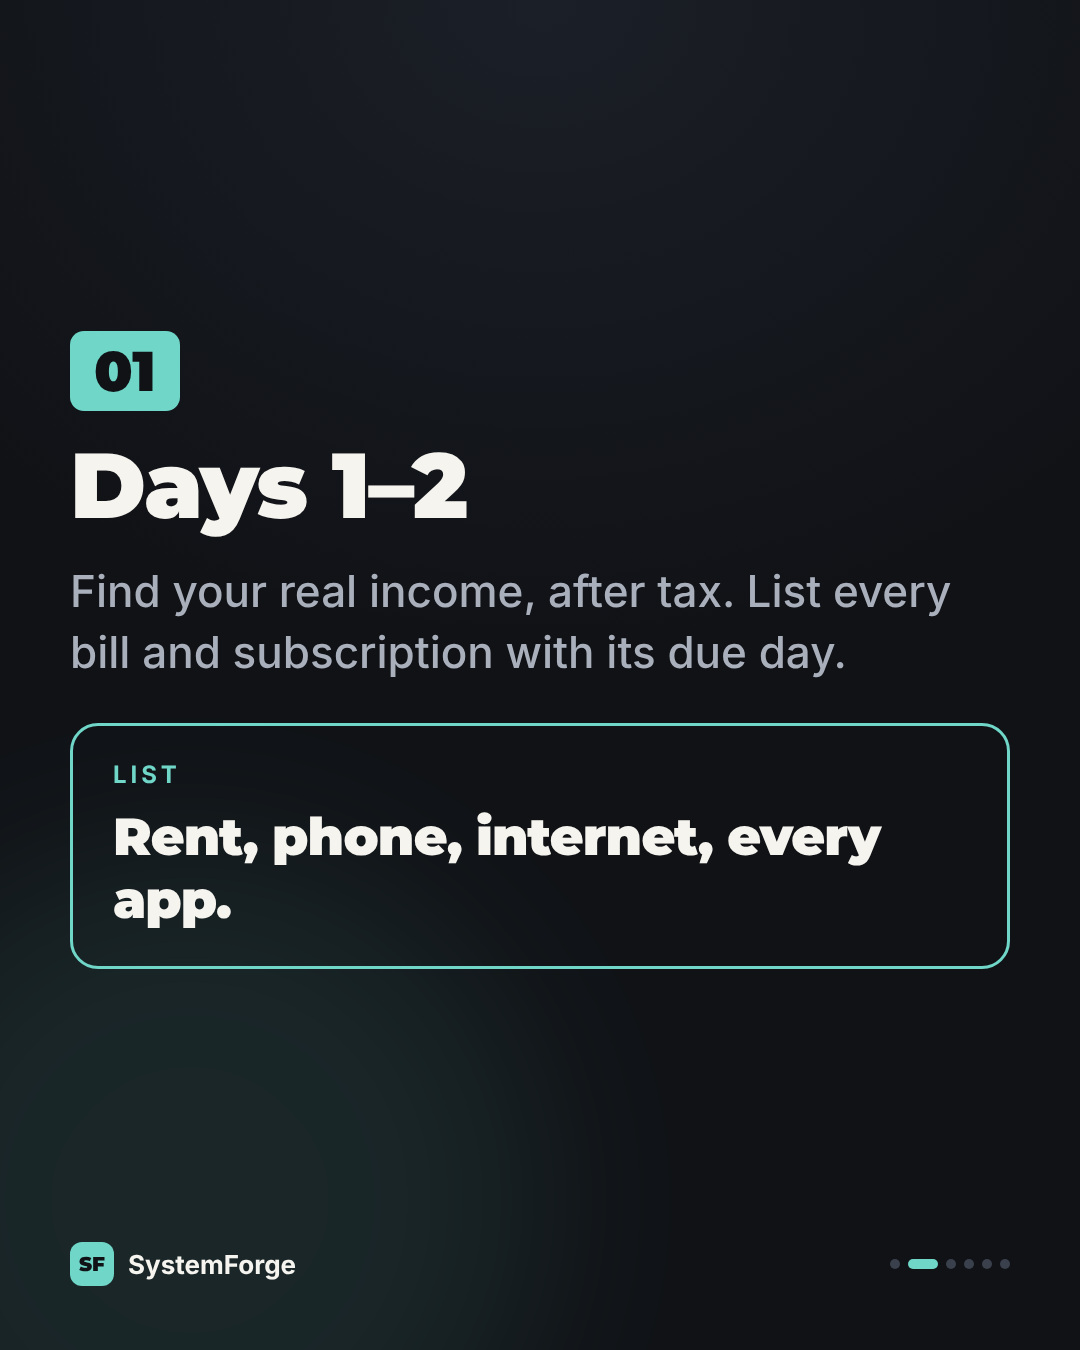 01
Days 1–2
Find your real income, after tax. List every
bill and subscription with its due day.
LIST
Rent, phone, internet, every
app.
SF SystemForge